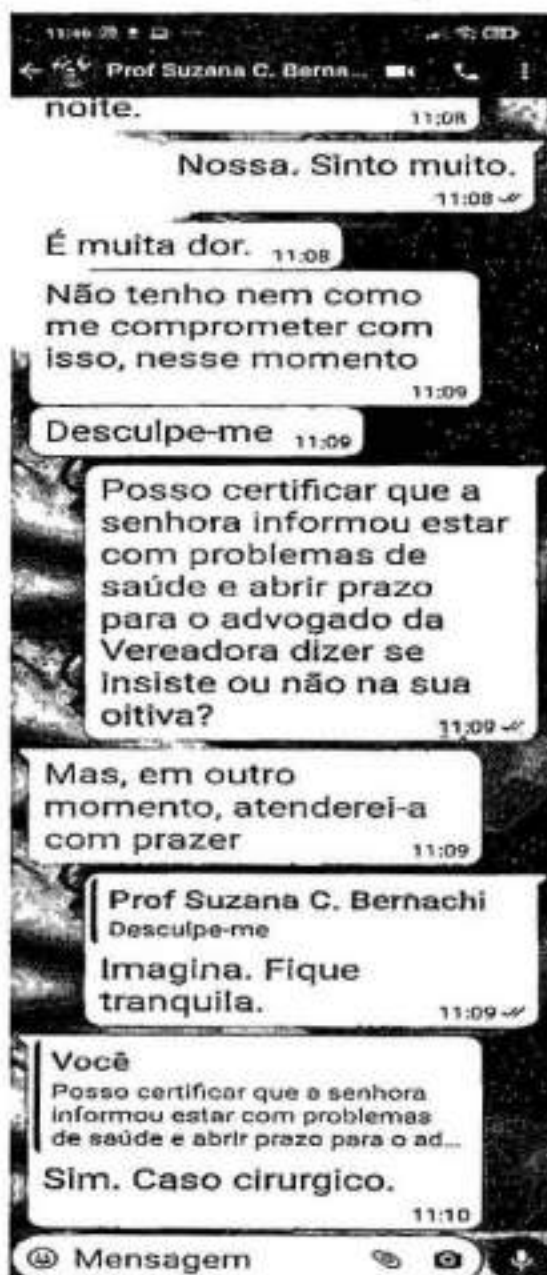 11:46
Prof Suzana C. Berna...
noite.
11:08
Nossa. Sinto muito.
11:08
É muita dor. 11:08
Não tenho nem como
me comprometer com
isso, nesse momento
11:09
Desculpe-me 11:09
Posso certificar que a
senhora informou estar
com problemas de
saúde e abrir prazo
para o advogado da
Vereadora dizer se
insiste ou não na sua
oitiva?
11:09
Mas, em outro
momento, atenderei-a
com prazer
11:09
Prof Suzana C. Bernachi
Desculpe-me
Imagina. Fique
tranquila.
11:09
Você
Posso certificar que a senhora
informou estar com problemas
de saúde e abrir prazo para o ad...
Sim. Caso cirurgico.
11:10
Mensagem